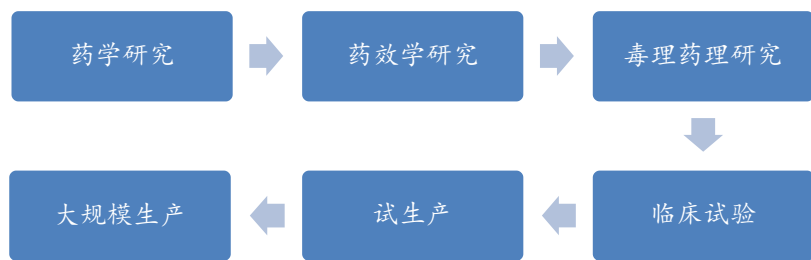 药学研究
药效学研究
毒理药理研究
临床试验
试生产
大规模生产